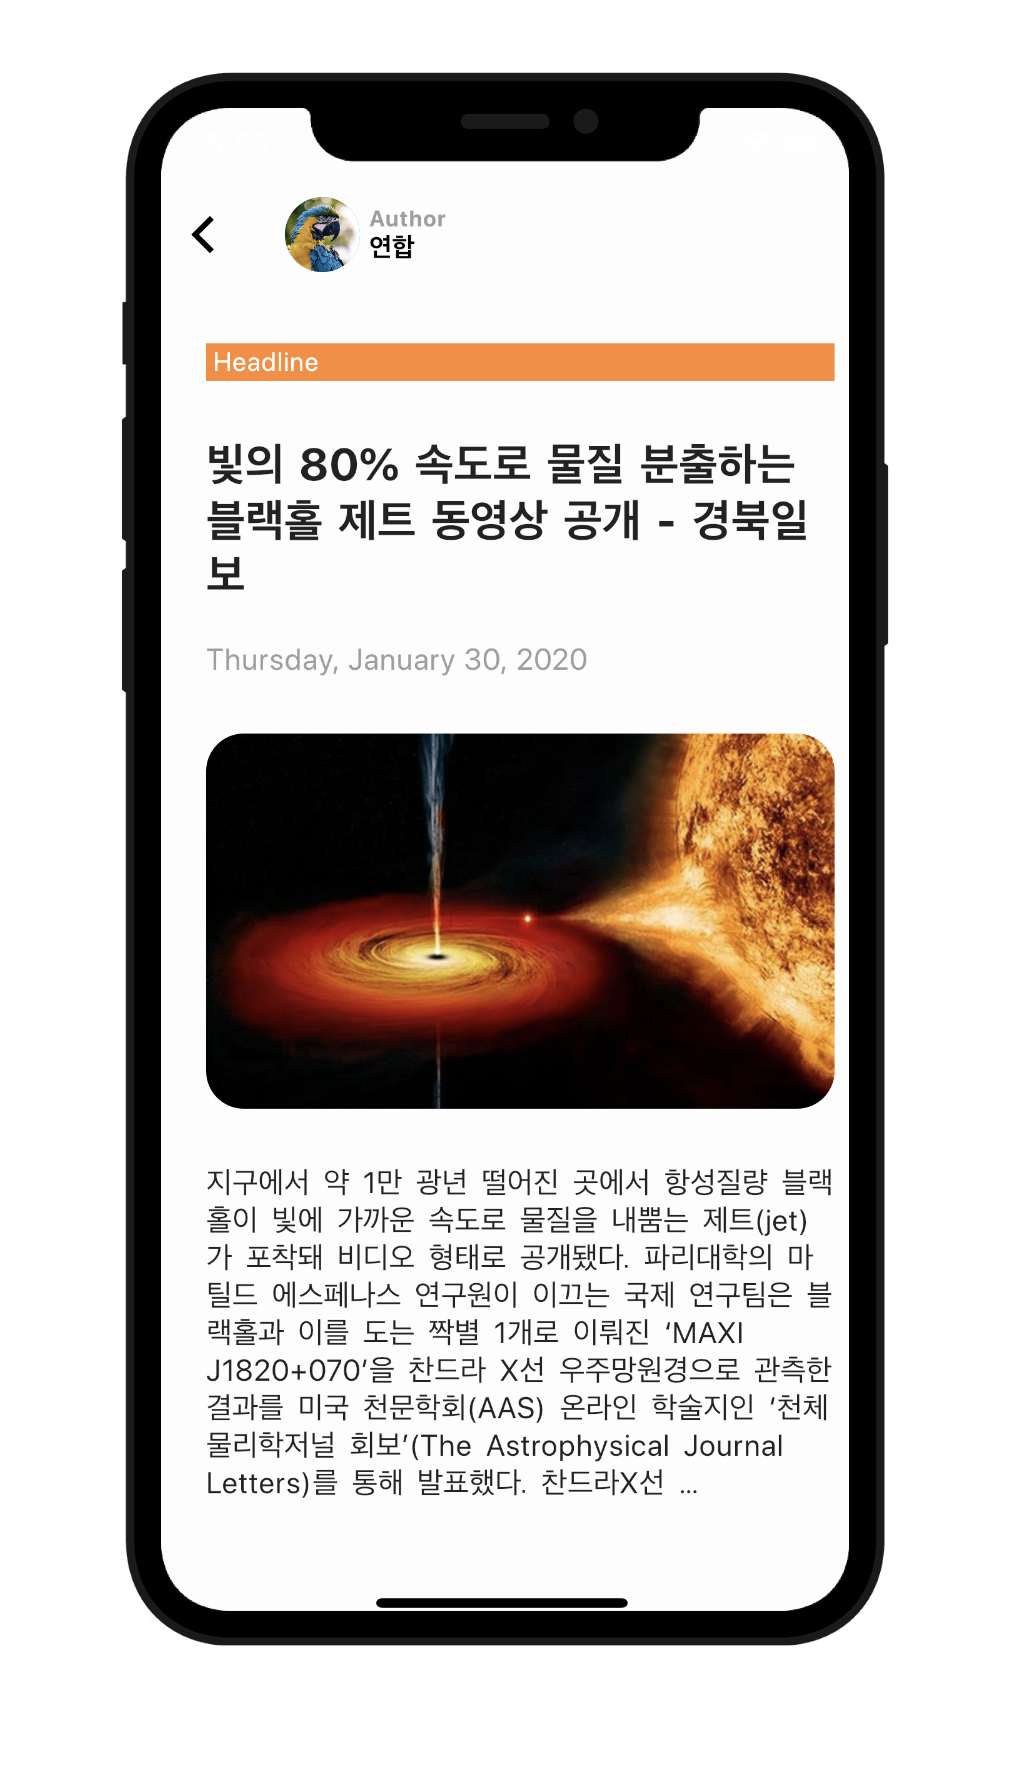 Author
연합
Headline
빛의 80% 속도로 물질 분출하는
블랙홀 제트 동영상 공개 - 경북일
보
Thursday, January 30, 2020
지구에서 약 1만 광년 떨어진 곳에서 항성질량 블랙
홀이 빛에 가까운 속도로 물질을 내뿜는 제트(jet)
가 포착돼 비디오 형태로 공개됐다. 파리대학의 마
틸드 에스페나스 연구원이 이끄는 국제 연구팀은 블
랙홀과 이를 도는 짝별 1개로 이뤄진 ‘MAXI
J1820+070’을 찬드라 X선 우주망원경으로 관측한
결과를 미국 천문학회(AAS) 온라인 학술지인 ‘천체
물리학저널 회보’(The Astrophysical Journal
Letters)를 통해 발표했다. 찬드라X선 …